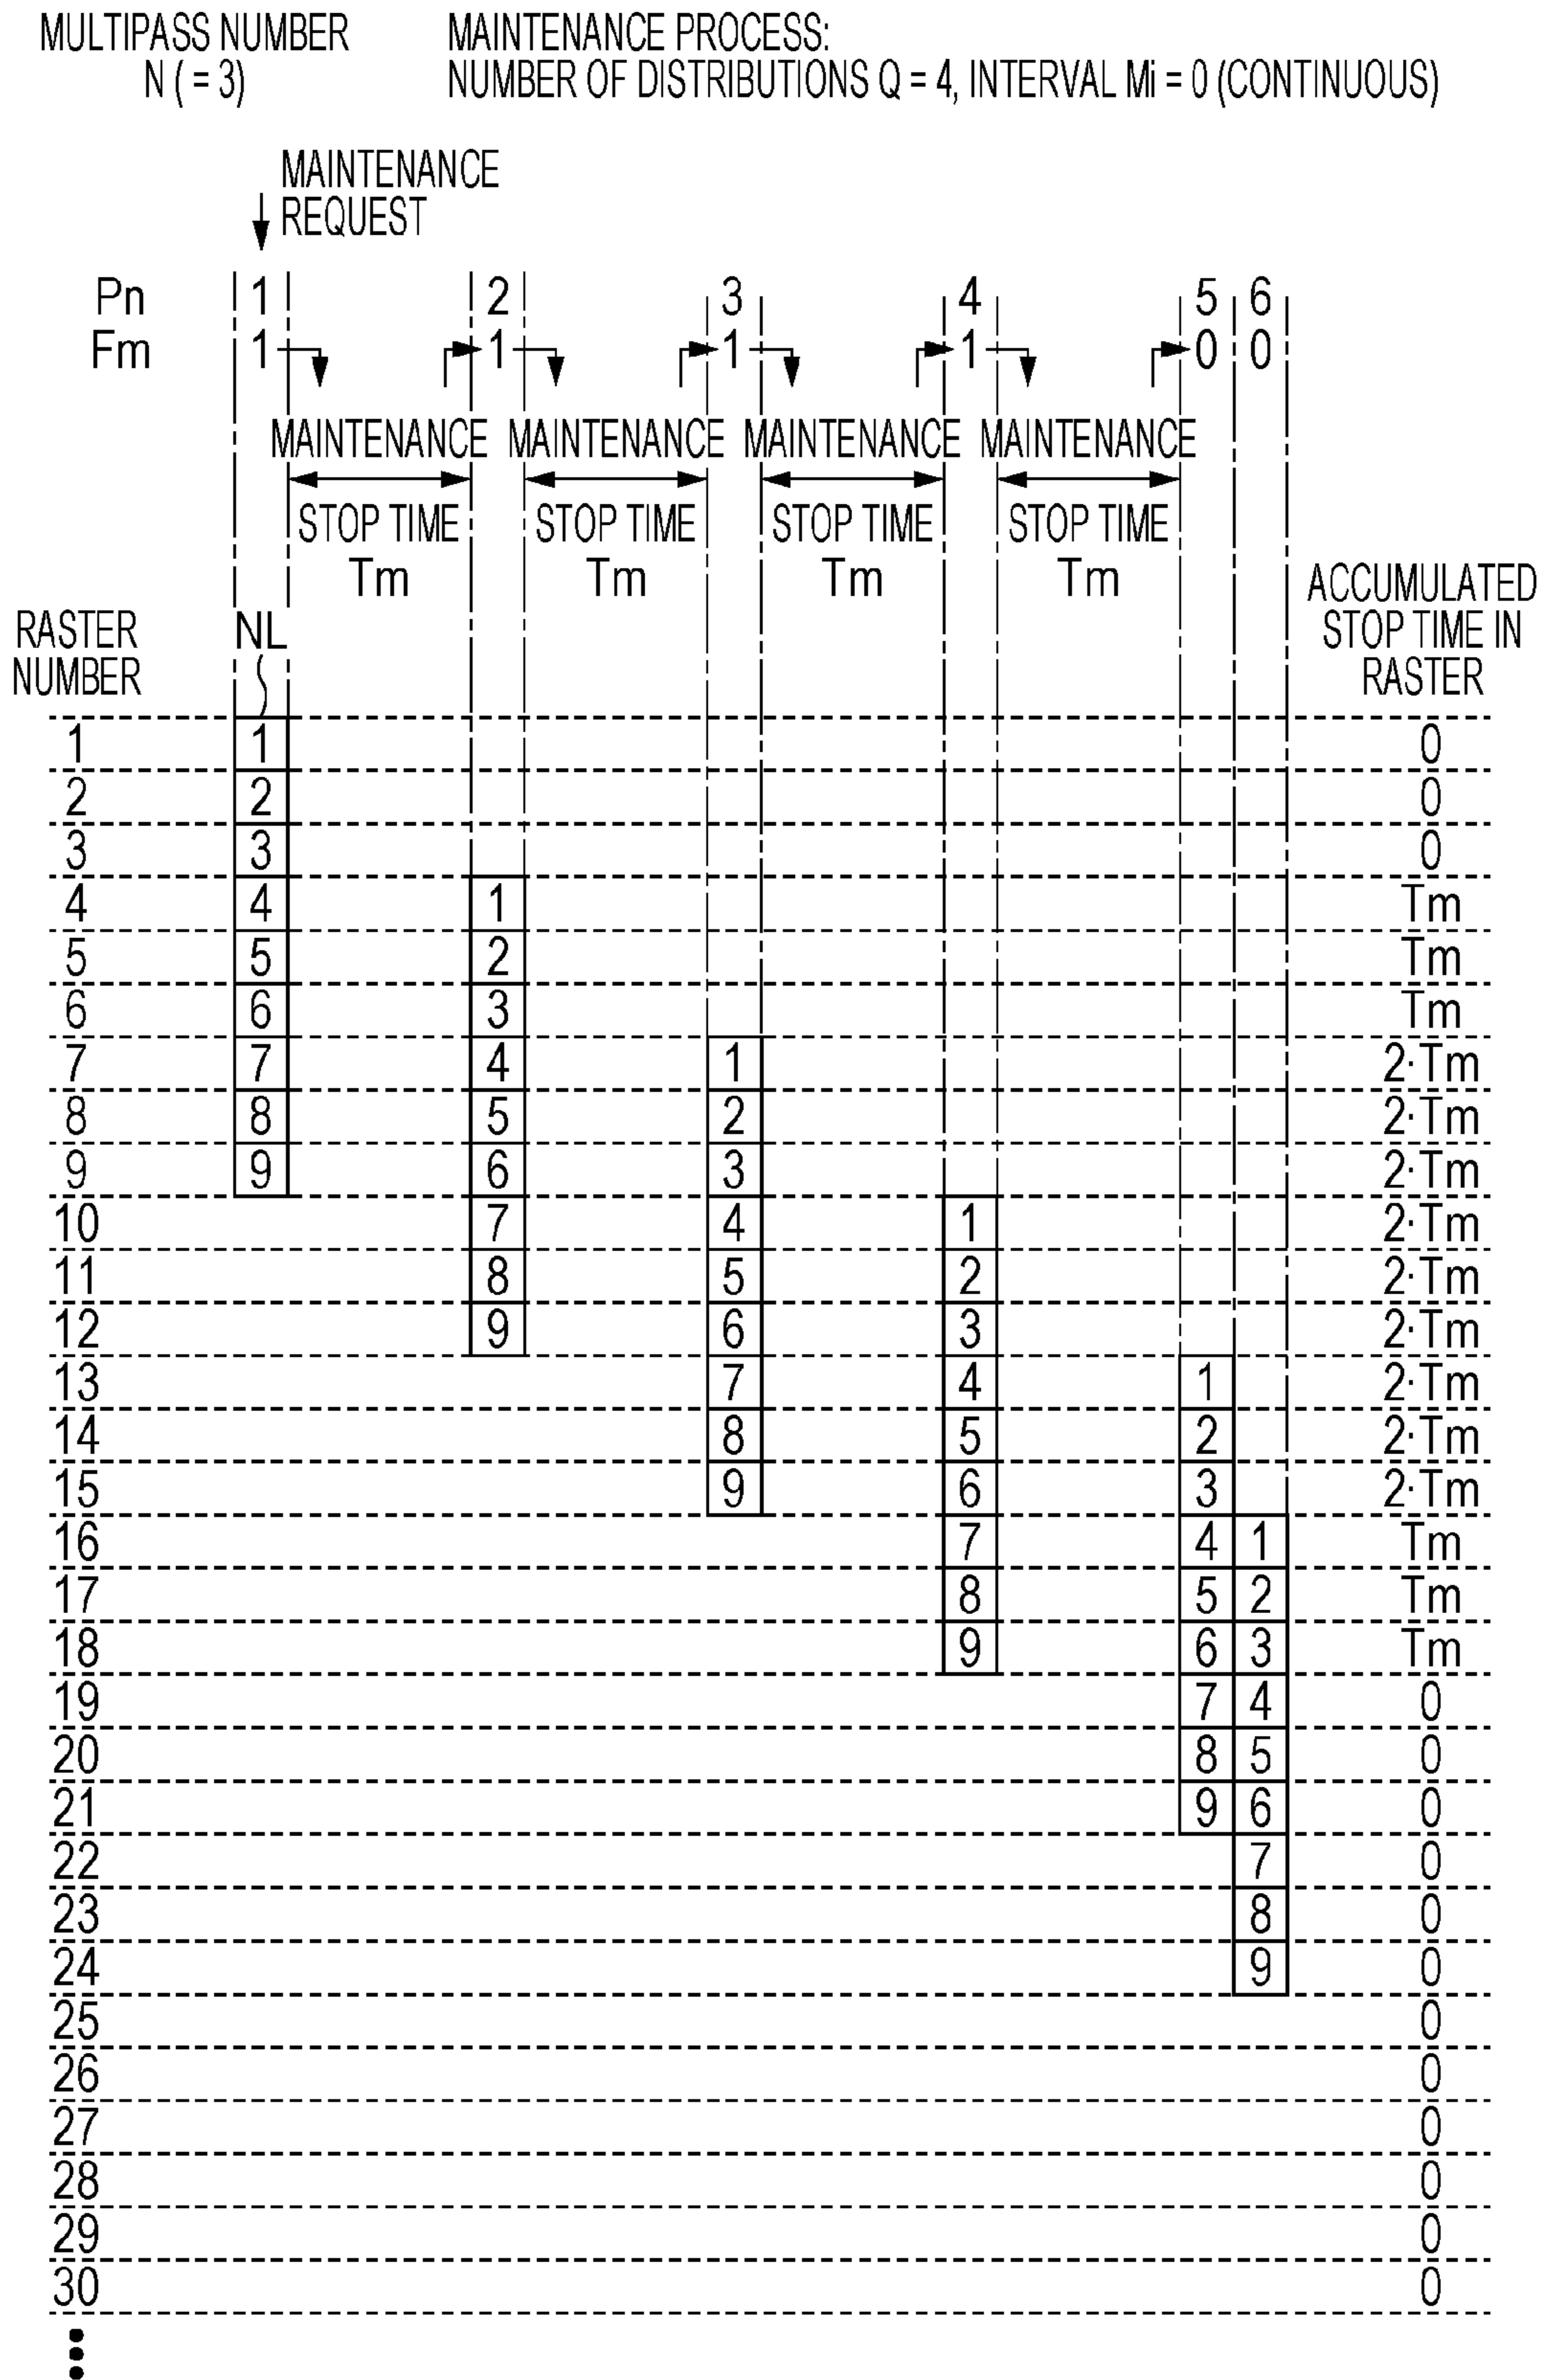 MULTIPASS NUMBER
N ( = 3)
MAINTENANCE PROCESS:
NUMBER OF DISTRIBUTIONS Q = 4, INTERVAL Mi = 0 (CONTINUOUS)
MAINTENANCE
REQUEST
Pn 1 2 3 4 5 6
Fm 1 1 1 1 0 0
MAINTENANCE MAINTENANCE MAINTENANCE MAINTENANCE
STOP TIME STOP TIME STOP TIME STOP TIME
Tm Tm Tm Tm
RASTER
NUMBER
NL
ACCUMULATED
STOP TIME IN
RASTER
1 1 0
2 2 0
3 3 0
4 4 1 Tm
5 5 2 Tm
6 6 3 Tm
7 7 4 1 2·Tm
8 8 5 2 2·Tm
9 9 6 3 2·Tm
10 7 4 1 2·Tm
11 8 5 2 2·Tm
12 9 6 3 2·Tm
13 7 4 1 2·Tm
14 8 5 2 2·Tm
15 9 6 3 2·Tm
16 7 4 1 Tm
17 8 5 2 Tm
18 9 6 3 Tm
19 7 4 0
20 8 5 0
21 9 6 0
22 7 0
23 8 0
24 9 0
25 0
26 0
27 0
28 0
29 0
30 0